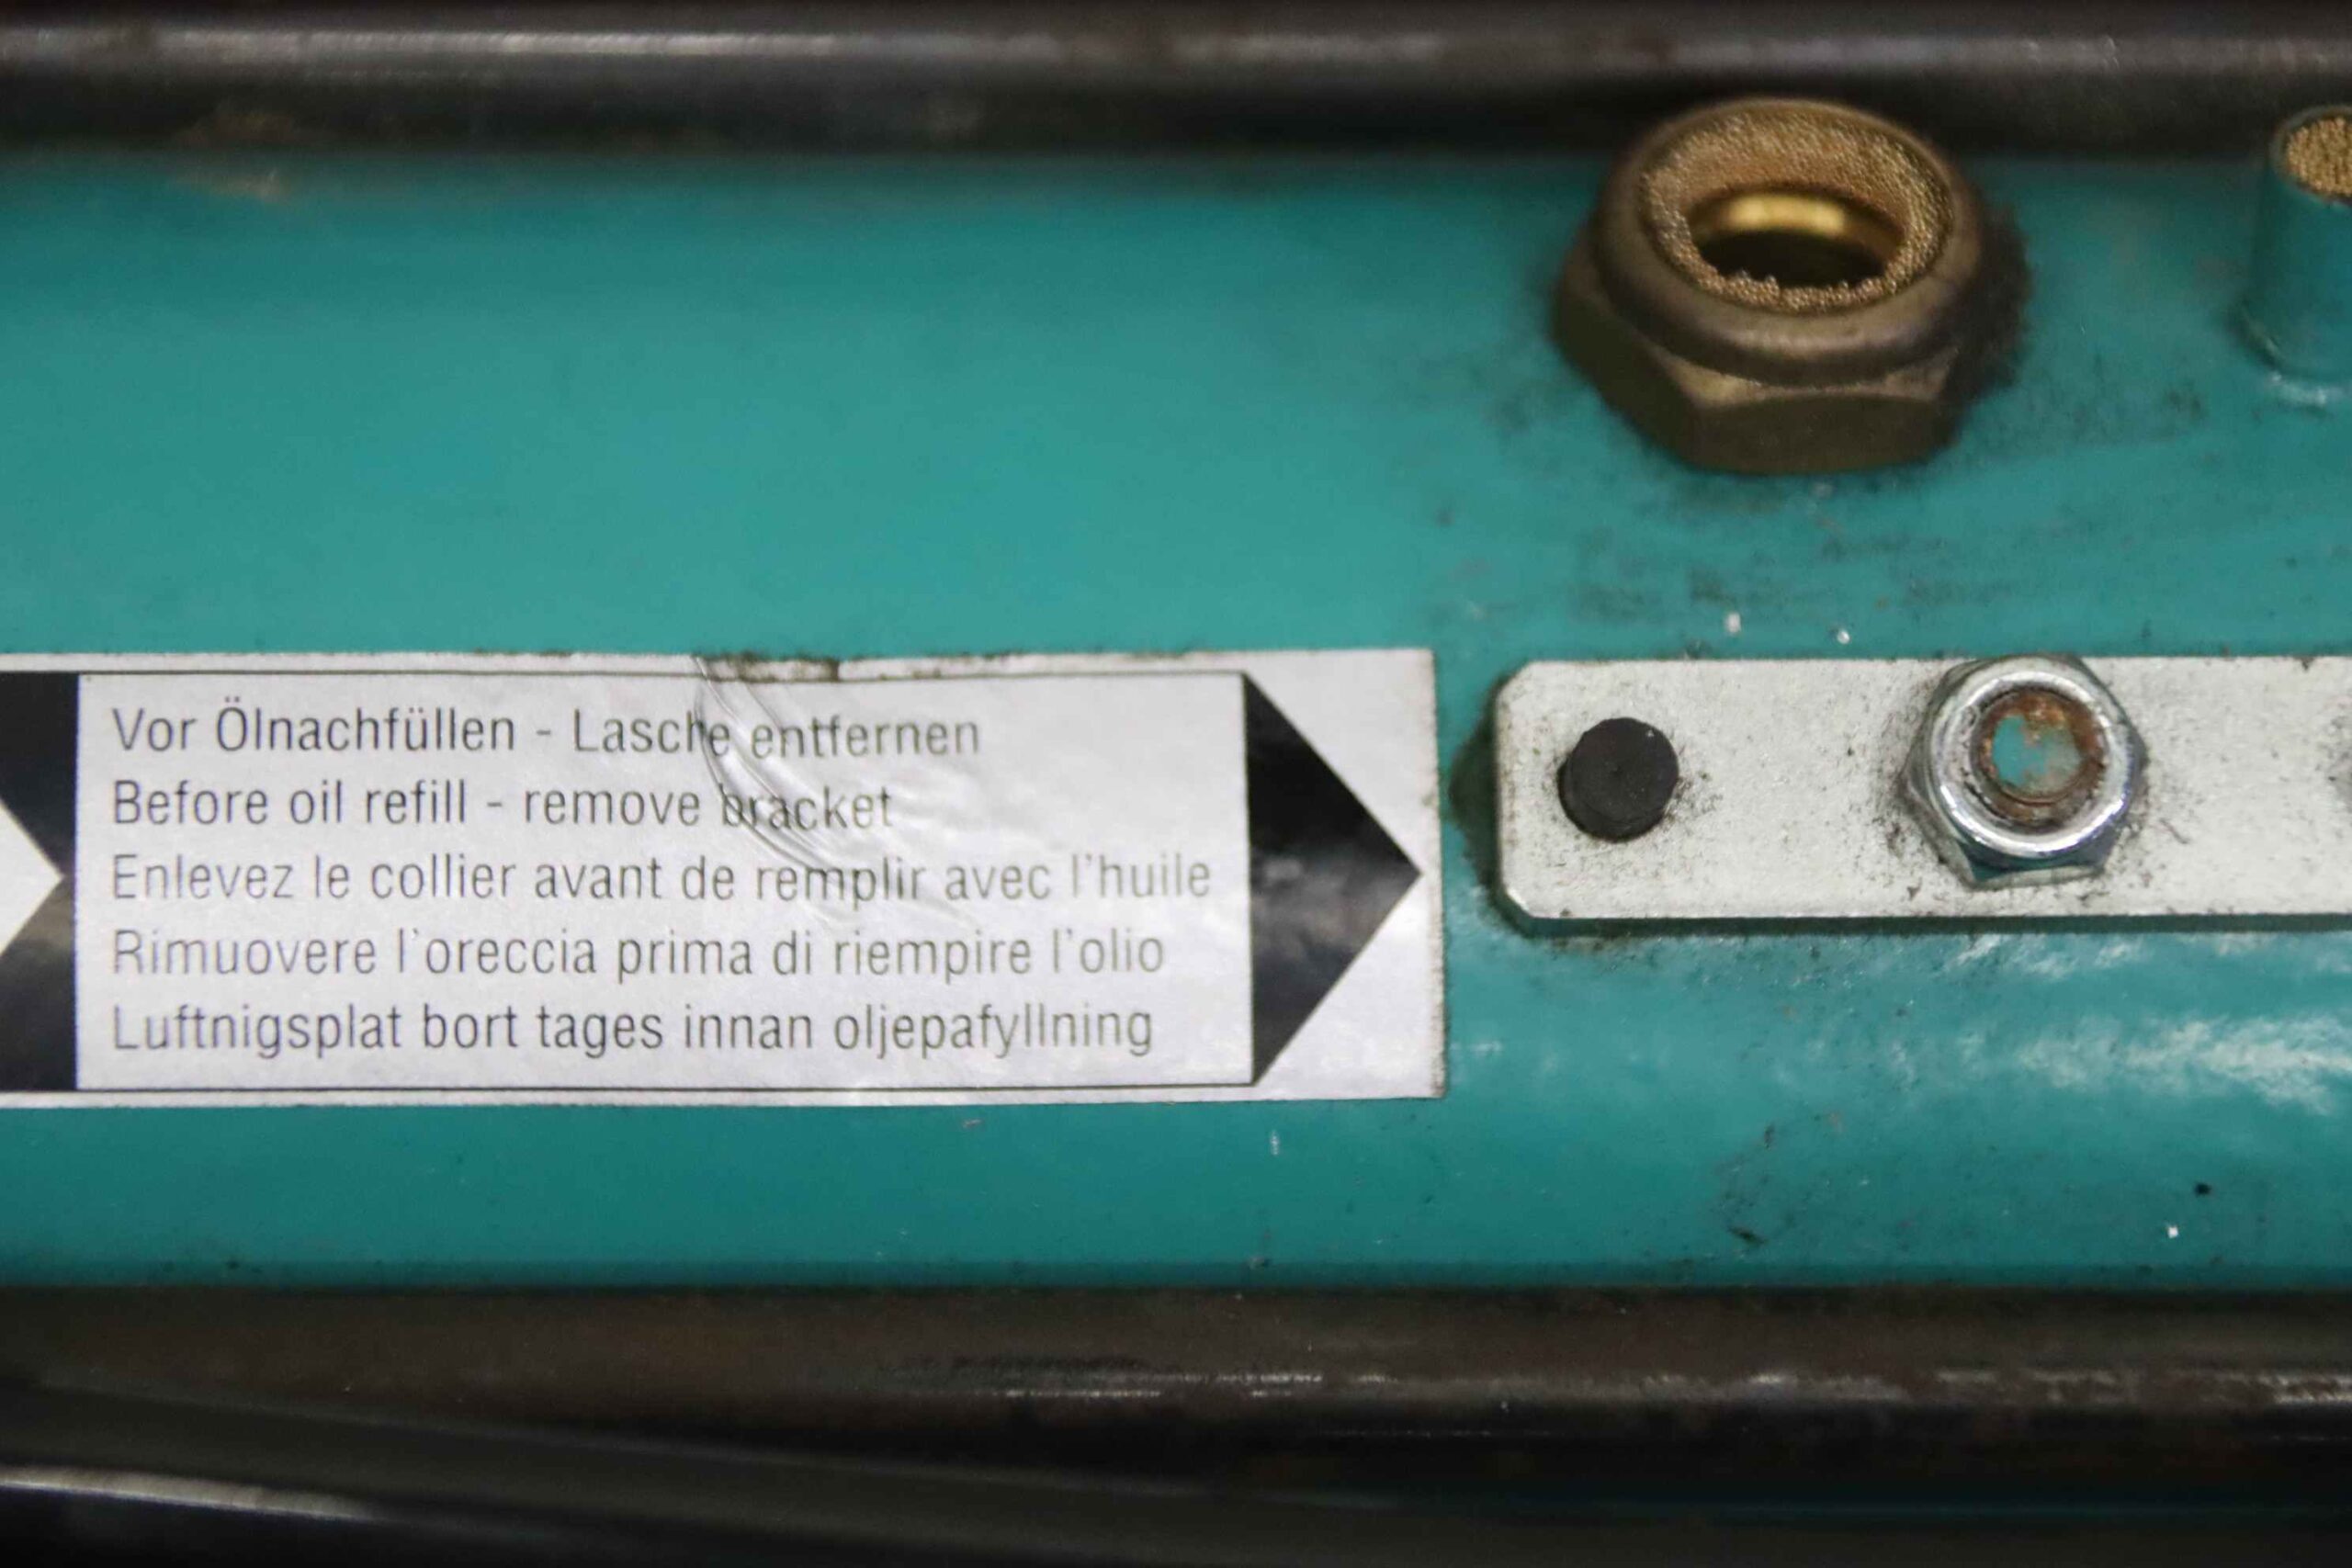 Vor Ölnachfüllen - Lasche entfernen
Before oil refill - remove bracket
Enlevez le collier avant de remplir avec l'huile
Rimuovere l'oreccia prima di riempire l'olio
Luftnigsplat bort tages innan oljepafyllning